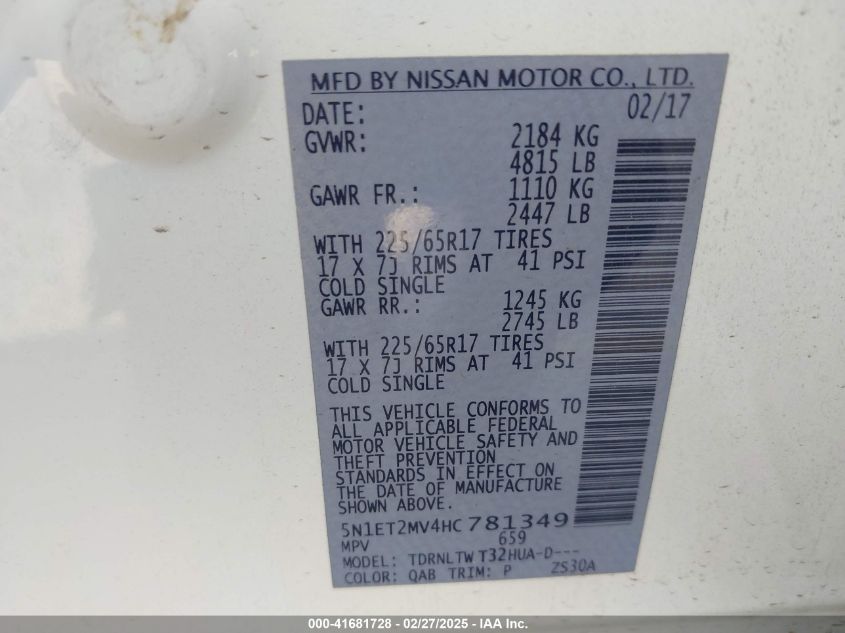 MFD BY NISSAN MOTOR CO., LTD.
DATE: 02/17
GVWR: 2184 KG
4815 LB
GAWR FR.: 1110 KG
2447 LB
WITH 225/65R17 TIRES
17 X 7J RIMS AT 41 PSI
COLD SINGLE
GAWR RR.: 1245 KG
2745 LB
WITH 225/65R17 TIRES
17 X 7J RIMS AT 41 PSI
COLD SINGLE
THIS VEHICLE CONFORMS TO
ALL APPLICABLE FEDERAL
MOTOR VEHICLE SAFETY AND
THEFT PREVENTION
STANDARDS IN EFFECT ON
THE DATE OF MANUFACTURE
SHOWN ABOVE.
5N1ET2MV4HC 781349
MPV 659
MODEL: TDRNLTW T32HUA-D---
COLOR: QAB TRIM: P ZS30A
000-41681728 - 02/27/2025 - IAA Inc.